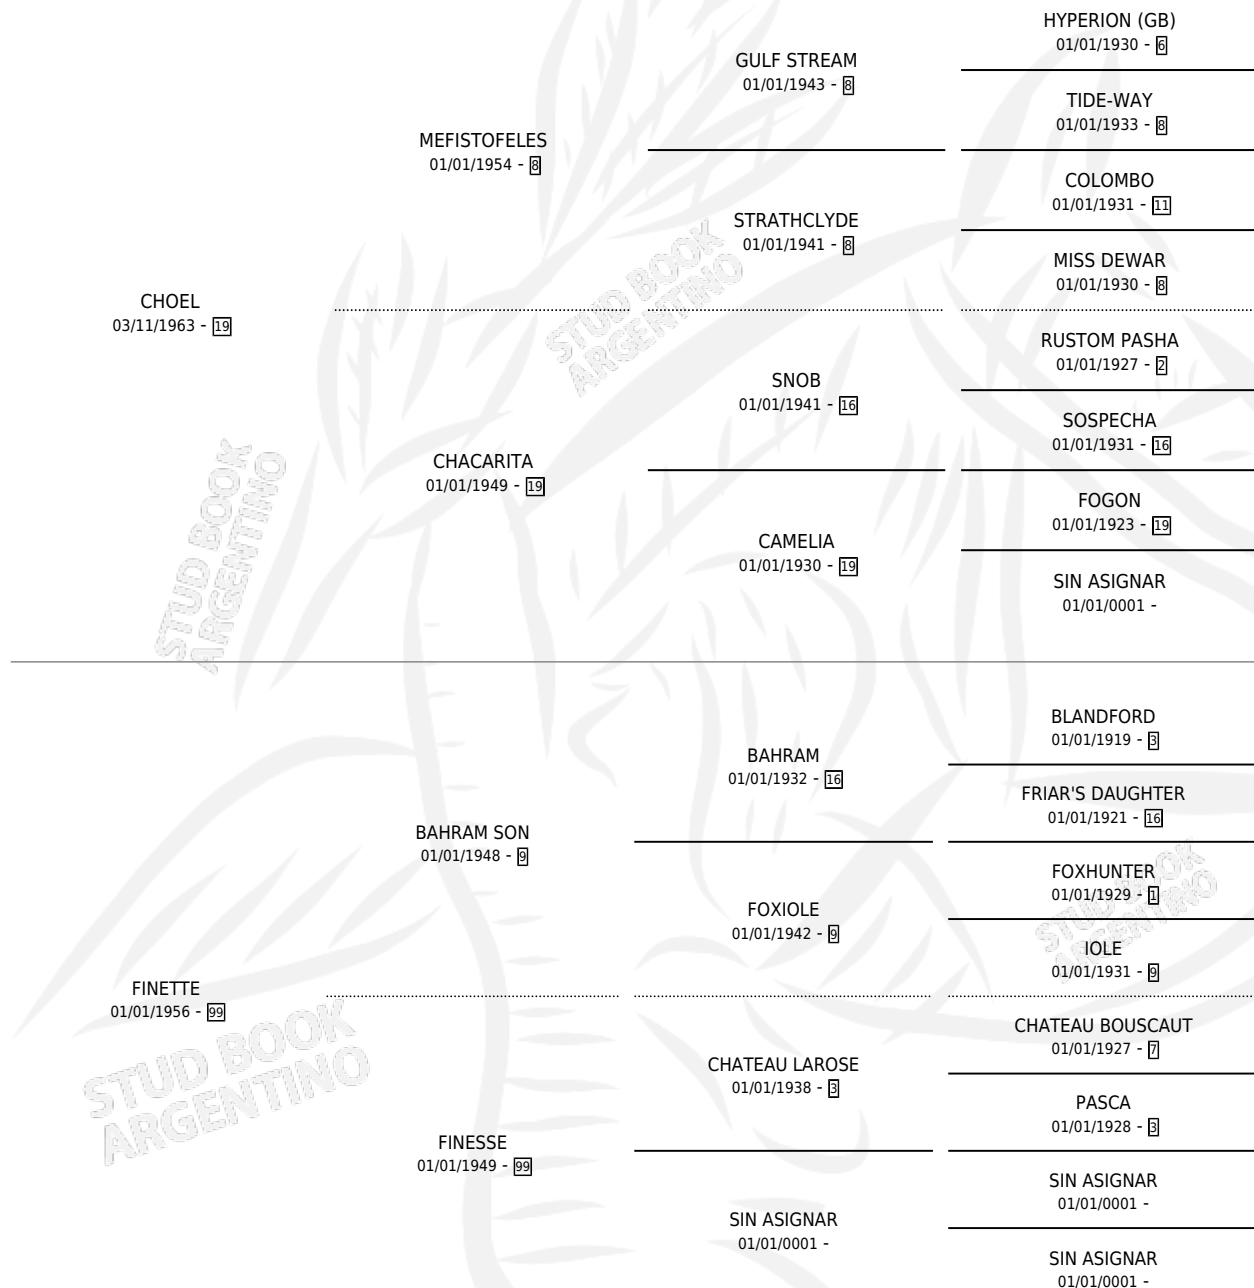 HYPERION (GB)
01/01/1930 - 6
GULF STREAM
01/01/1943 - 8
TIDE-WAY
01/01/1933 - 8
MEFISTOFELES
01/01/1954 - 8
COLOMBO
01/01/1931 - 11
STRATHCLYDE
01/01/1941 - 8
MISS DEWAR
01/01/1930 - 8
CHOEL
03/11/1963 - 19
STUD BOOK
ARGENTINO
RUSTOM PASHA
01/01/1927 - 2
SNOB
01/01/1941 - 16
SOSPECHA
01/01/1931 - 16
CHACARITA
01/01/1949 - 19
FOGON
01/01/1923 - 19
CAMELIA
01/01/1930 - 19
SIN ASIGNAR
01/01/0001 -
STUD BOOK
ARGENTINO
BLANDFORD
01/01/1919 - 3
BAHRAM
01/01/1932 - 16
FRIAR'S DAUGHTER
01/01/1921 - 16
BAHRAM SON
01/01/1948 - 9
FOXHUNTER
01/01/1929 - 1
FOXIOLE
01/01/1942 - 9
IOLE
01/01/1931 - 9
STUD BOOK
ARGENTINO
FINETTE
01/01/1956 - 99
CHATEAU BOUSCAUT
01/01/1927 - 7
CHATEAU LAROSE
01/01/1938 - 3
PASCA
01/01/1928 - 3
STUD BOOK
ARGENTINO
FINESSE
01/01/1949 - 99
SIN ASIGNAR
01/01/0001 -
SIN ASIGNAR
01/01/0001 -
SIN ASIGNAR
01/01/0001 -